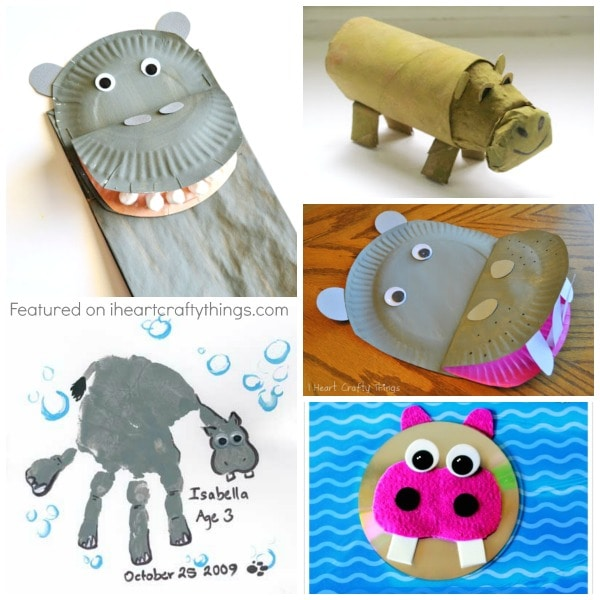 Featured on iheartcraftythings.com
I Heart Crafty Things
Isabella
Age 3
October 25 2009